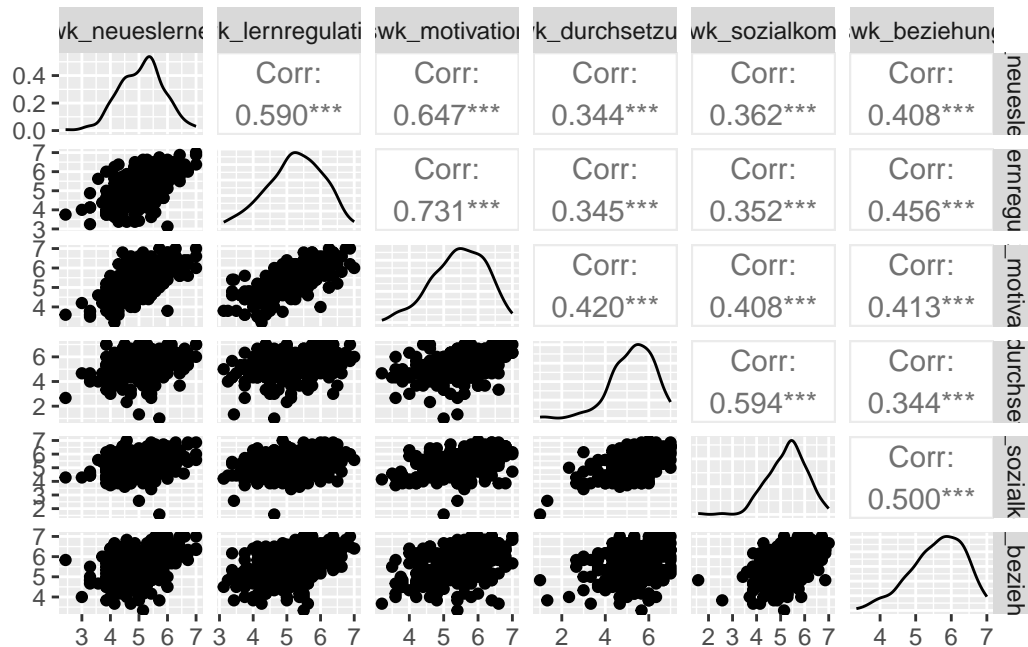 wk_neueslerne k_lernregulati swk_motivation k_durchsetzu wk_sozialkom swk_beziehung
0.4 Corr: Corr: Corr: Corr: Corr: _neuesle
0.2 0.590*** 0.647*** 0.344*** 0.362*** 0.408***
0.0
7 Corr: Corr: Corr: Corr: ernregu
6
5 0.731*** 0.345*** 0.352*** 0.456***
4
3
7 Corr: Corr: Corr: _motiva
6
5 0.420*** 0.408*** 0.413***
4
6 Corr: Corr: durchse
4 0.594*** 0.344***
2
7 Corr: _sozialk
6
5
4 0.500***
3
2
7 _bezieh
6
5
4
3 4 5 6 7 3 4 5 6 7 4 5 6 7 2 4 6 2 3 4 5 6 7 4 5 6 7